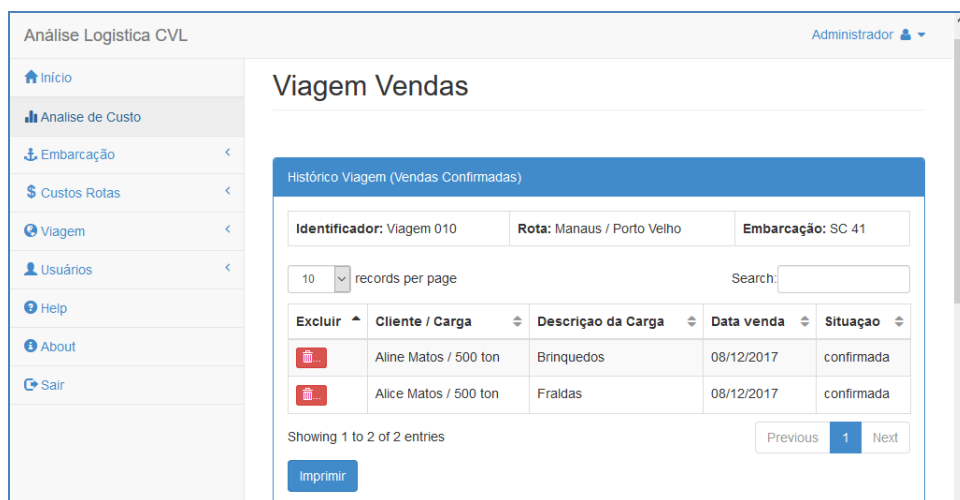 Análise Logistica CVL
Administrador
Início
Analise de Custo
Embarcação
Custos Rotas
Viagem
Usuários
Help
About
Sair
Viagem Vendas
Histórico Viagem (Vendas Confirmadas)
Identificador: Viagem 010 Rota: Manaus / Porto Velho Embarcação: SC 41
10 records per page Search:
Excluir Cliente / Carga Descriçao da Carga Data venda Situaçao
... Aline Matos / 500 ton Brinquedos 08/12/2017 confirmada
... Alice Matos / 500 ton Fraldas 08/12/2017 confirmada
Showing 1 to 2 of 2 entries Previous 1 Next
Imprimir